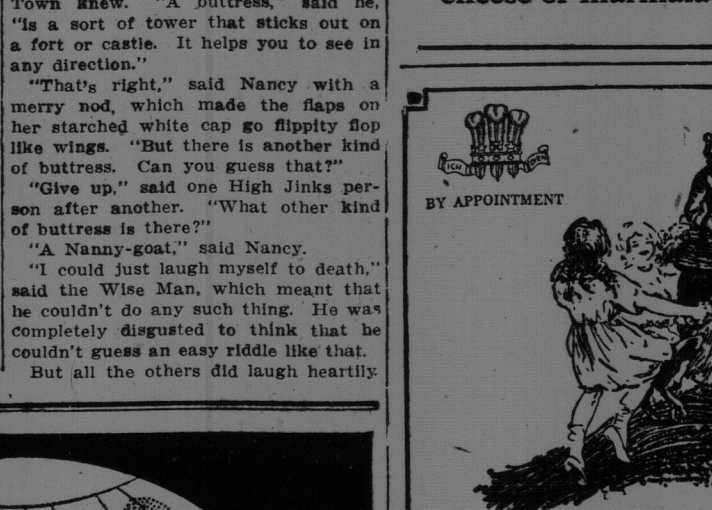 Town knew. "A buttress," said he,
"is a sort of tower that sticks out on
a fort or castle. It helps you to see in
any direction."
"That's right," said Nancy with a
merry nod, which made the flaps on
her starched white cap go flippity flop
like wings. "But there is another kind
of buttress. Can you guess that?"
"Give up," said one High Jinks per-
son after another. "What other kind
of buttress is there?"
"A Nanny-goat," said Nancy.
"I could just laugh myself to death,"
said the Wise Man, which meant that
he couldn't do any such thing. He was
completely disgusted to think that he
couldn't guess an easy riddle like that.
But all the others did laugh heartily.
cheese or
ICH DIEN
BY APPOINTMENT